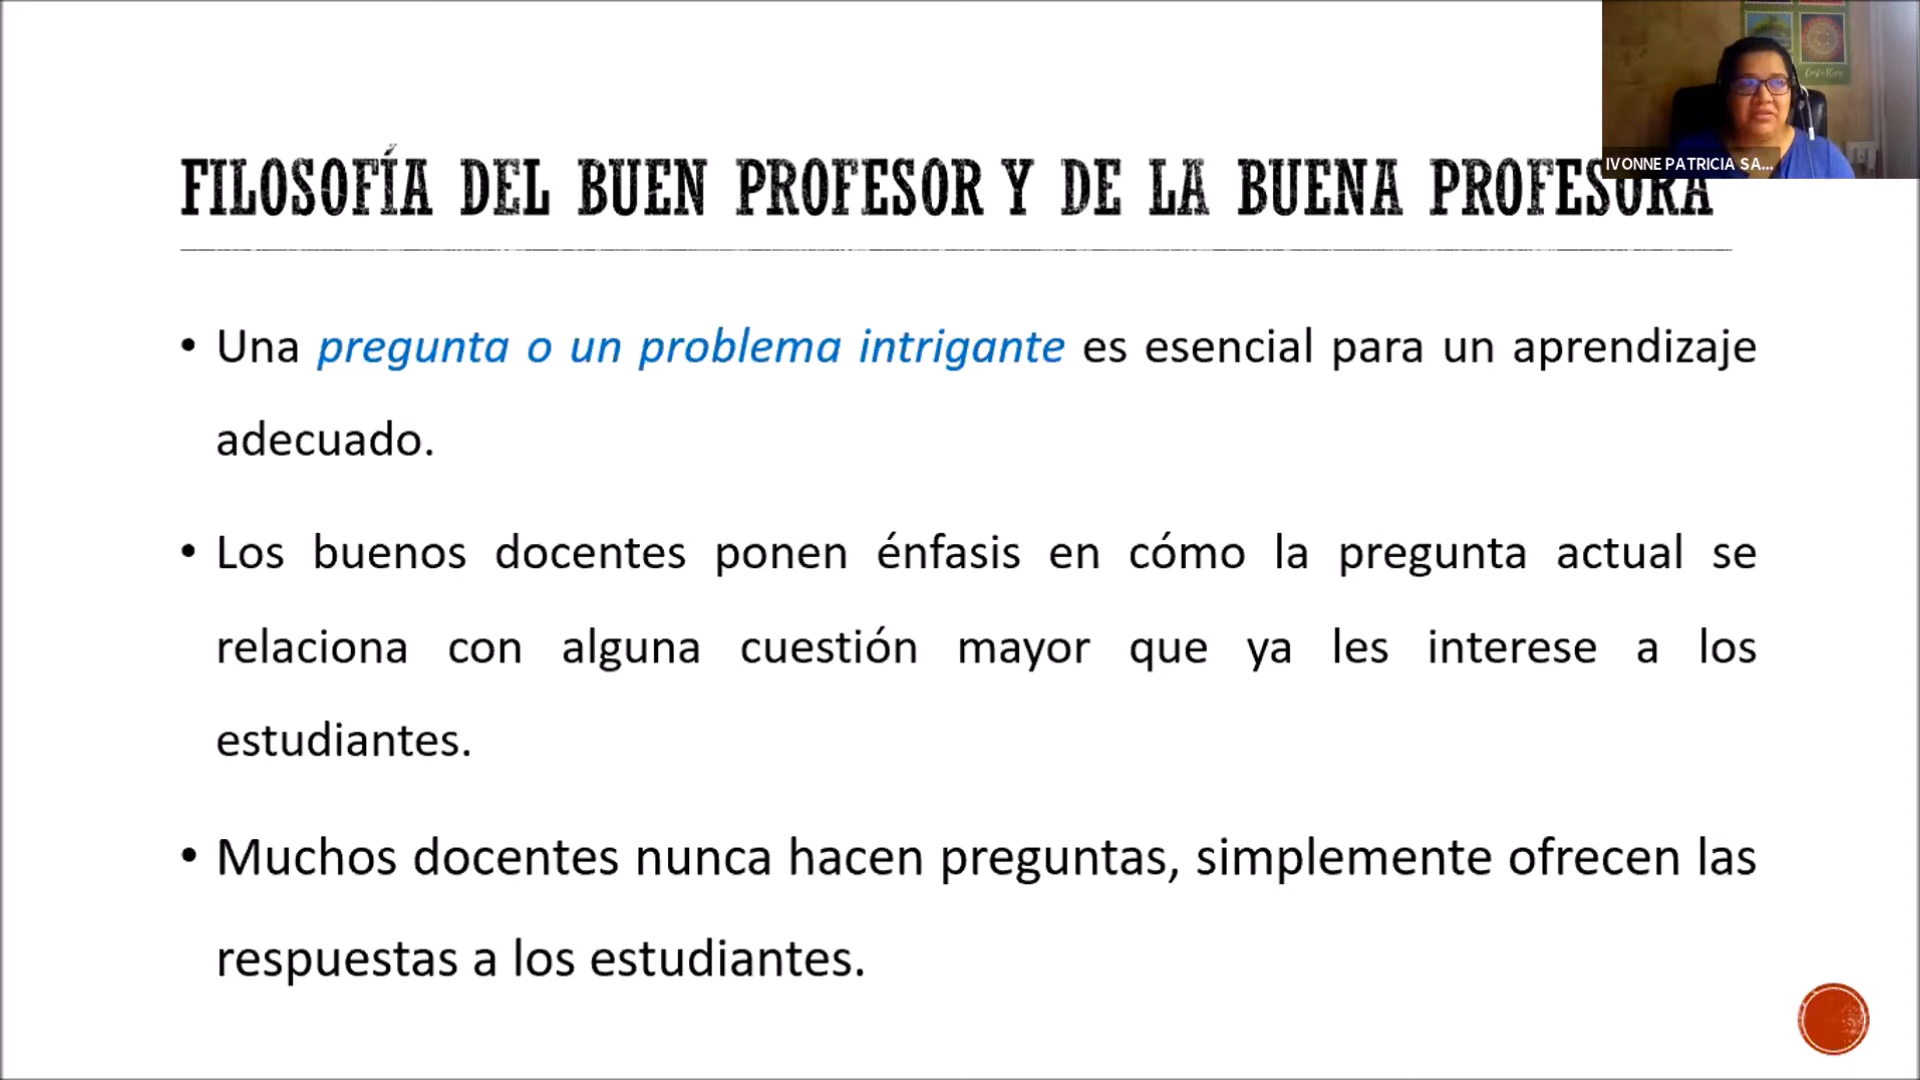 FILOSOFÍA DEL BUEN PROFESOR Y DE LA BUENA PROFESORA
IVONNE PATRICIA SA...
Costa Rica
• Una pregunta o un problema intrigante es esencial para un aprendizaje
adecuado.
• Los buenos docentes ponen énfasis en cómo la pregunta actual se
relaciona con alguna cuestión mayor que ya les interese a los
estudiantes.
• Muchos docentes nunca hacen preguntas, simplemente ofrecen las
respuestas a los estudiantes.